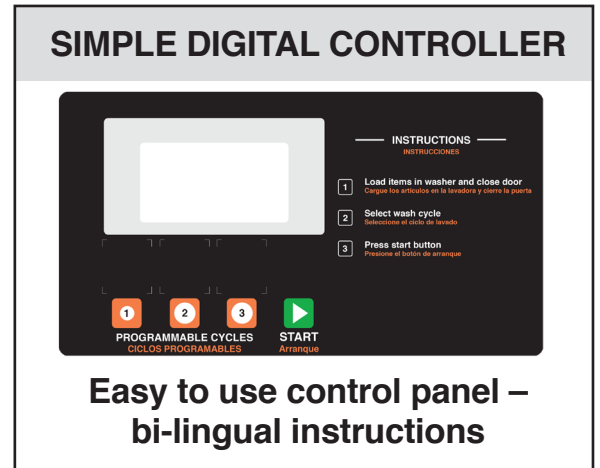 SIMPLE DIGITAL CONTROLLER
INSTRUCTIONS
INSTRUCCIONES
1 Load items in washer and close door
Cargue los artículos en la lavadora y cierre la puerta
2 Select wash cycle
Seleccione el ciclo de lavado
3 Press start button
Presione el botón de arranque
1 2 3
PROGRAMMABLE CYCLES START
CICLOS PROGRAMABLES Arranque
Easy to use control panel –
bi-lingual instructions